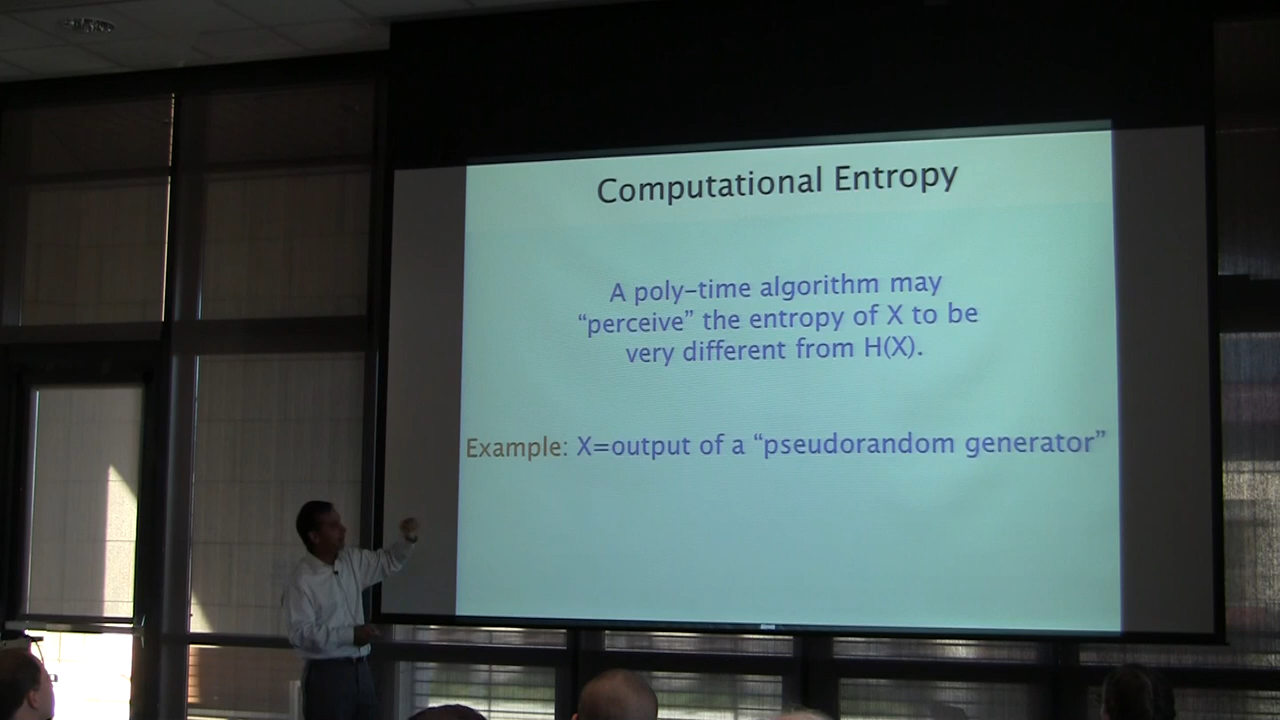 Computational Entropy
A poly-time algorithm may
“perceive” the entropy of X to be
very different from H(X).
Example: X=output of a “pseudorandom generator”